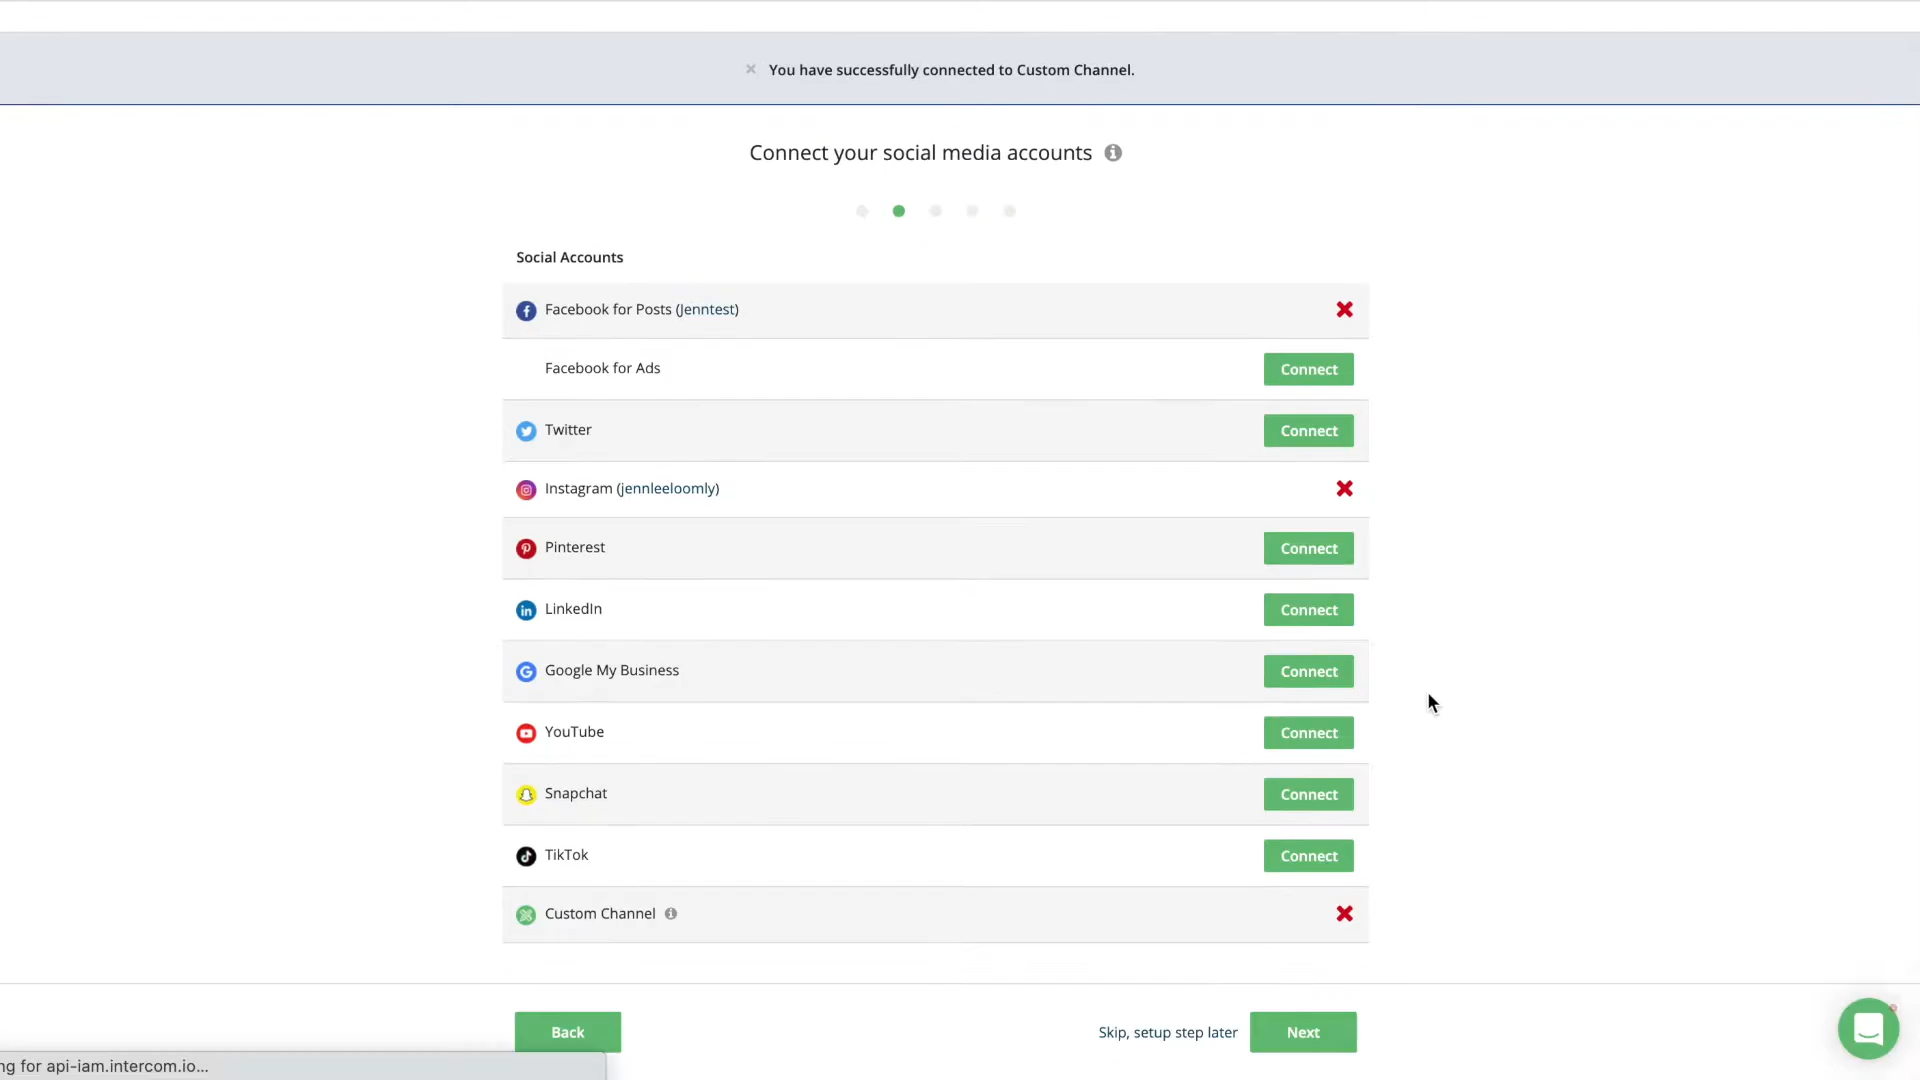 You have successfully connected to Custom Channel.
Connect your social media accounts
Social Accounts
Facebook for Posts (Jenntest)
Facebook for Ads Connect
Twitter Connect
Instagram (jennleeloomly)
Pinterest Connect
LinkedIn Connect
Google My Business Connect
YouTube Connect
Snapchat Connect
TikTok Connect
Custom Channel
Back Skip, setup step later Next
ng for api-iam.intercom.io...